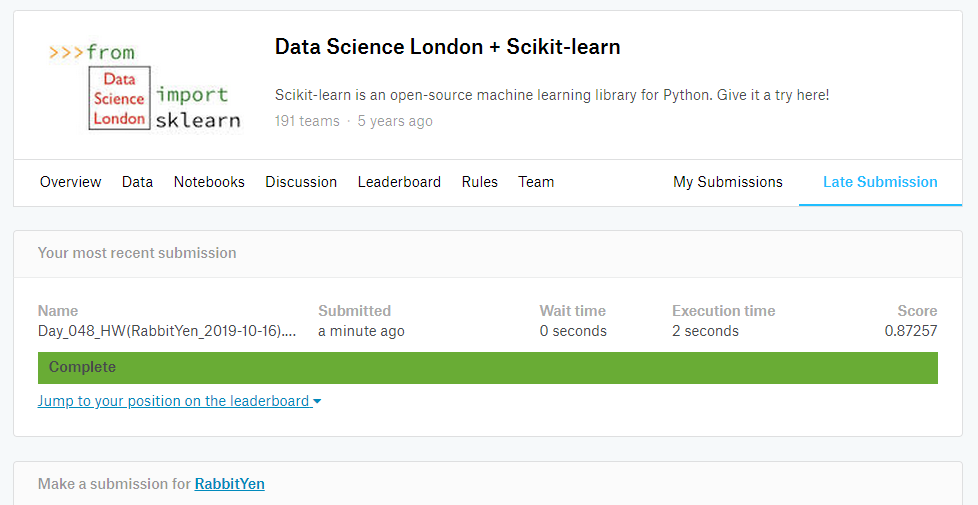 >>>from
Data
Science
London
import
sklearn
Data Science London + Scikit-learn
Scikit-learn is an open-source machine learning library for Python. Give it a try here!
191 teams · 5 years ago
Overview Data Notebooks Discussion Leaderboard Rules Team My Submissions Late Submission
Your most recent submission
Name Submitted Wait time Execution time Score
Day_048_HW(RabbitYen_2019-10-16).... a minute ago 0 seconds 2 seconds 0.87257
Complete
Jump to your position on the leaderboard
Make a submission for RabbitYen